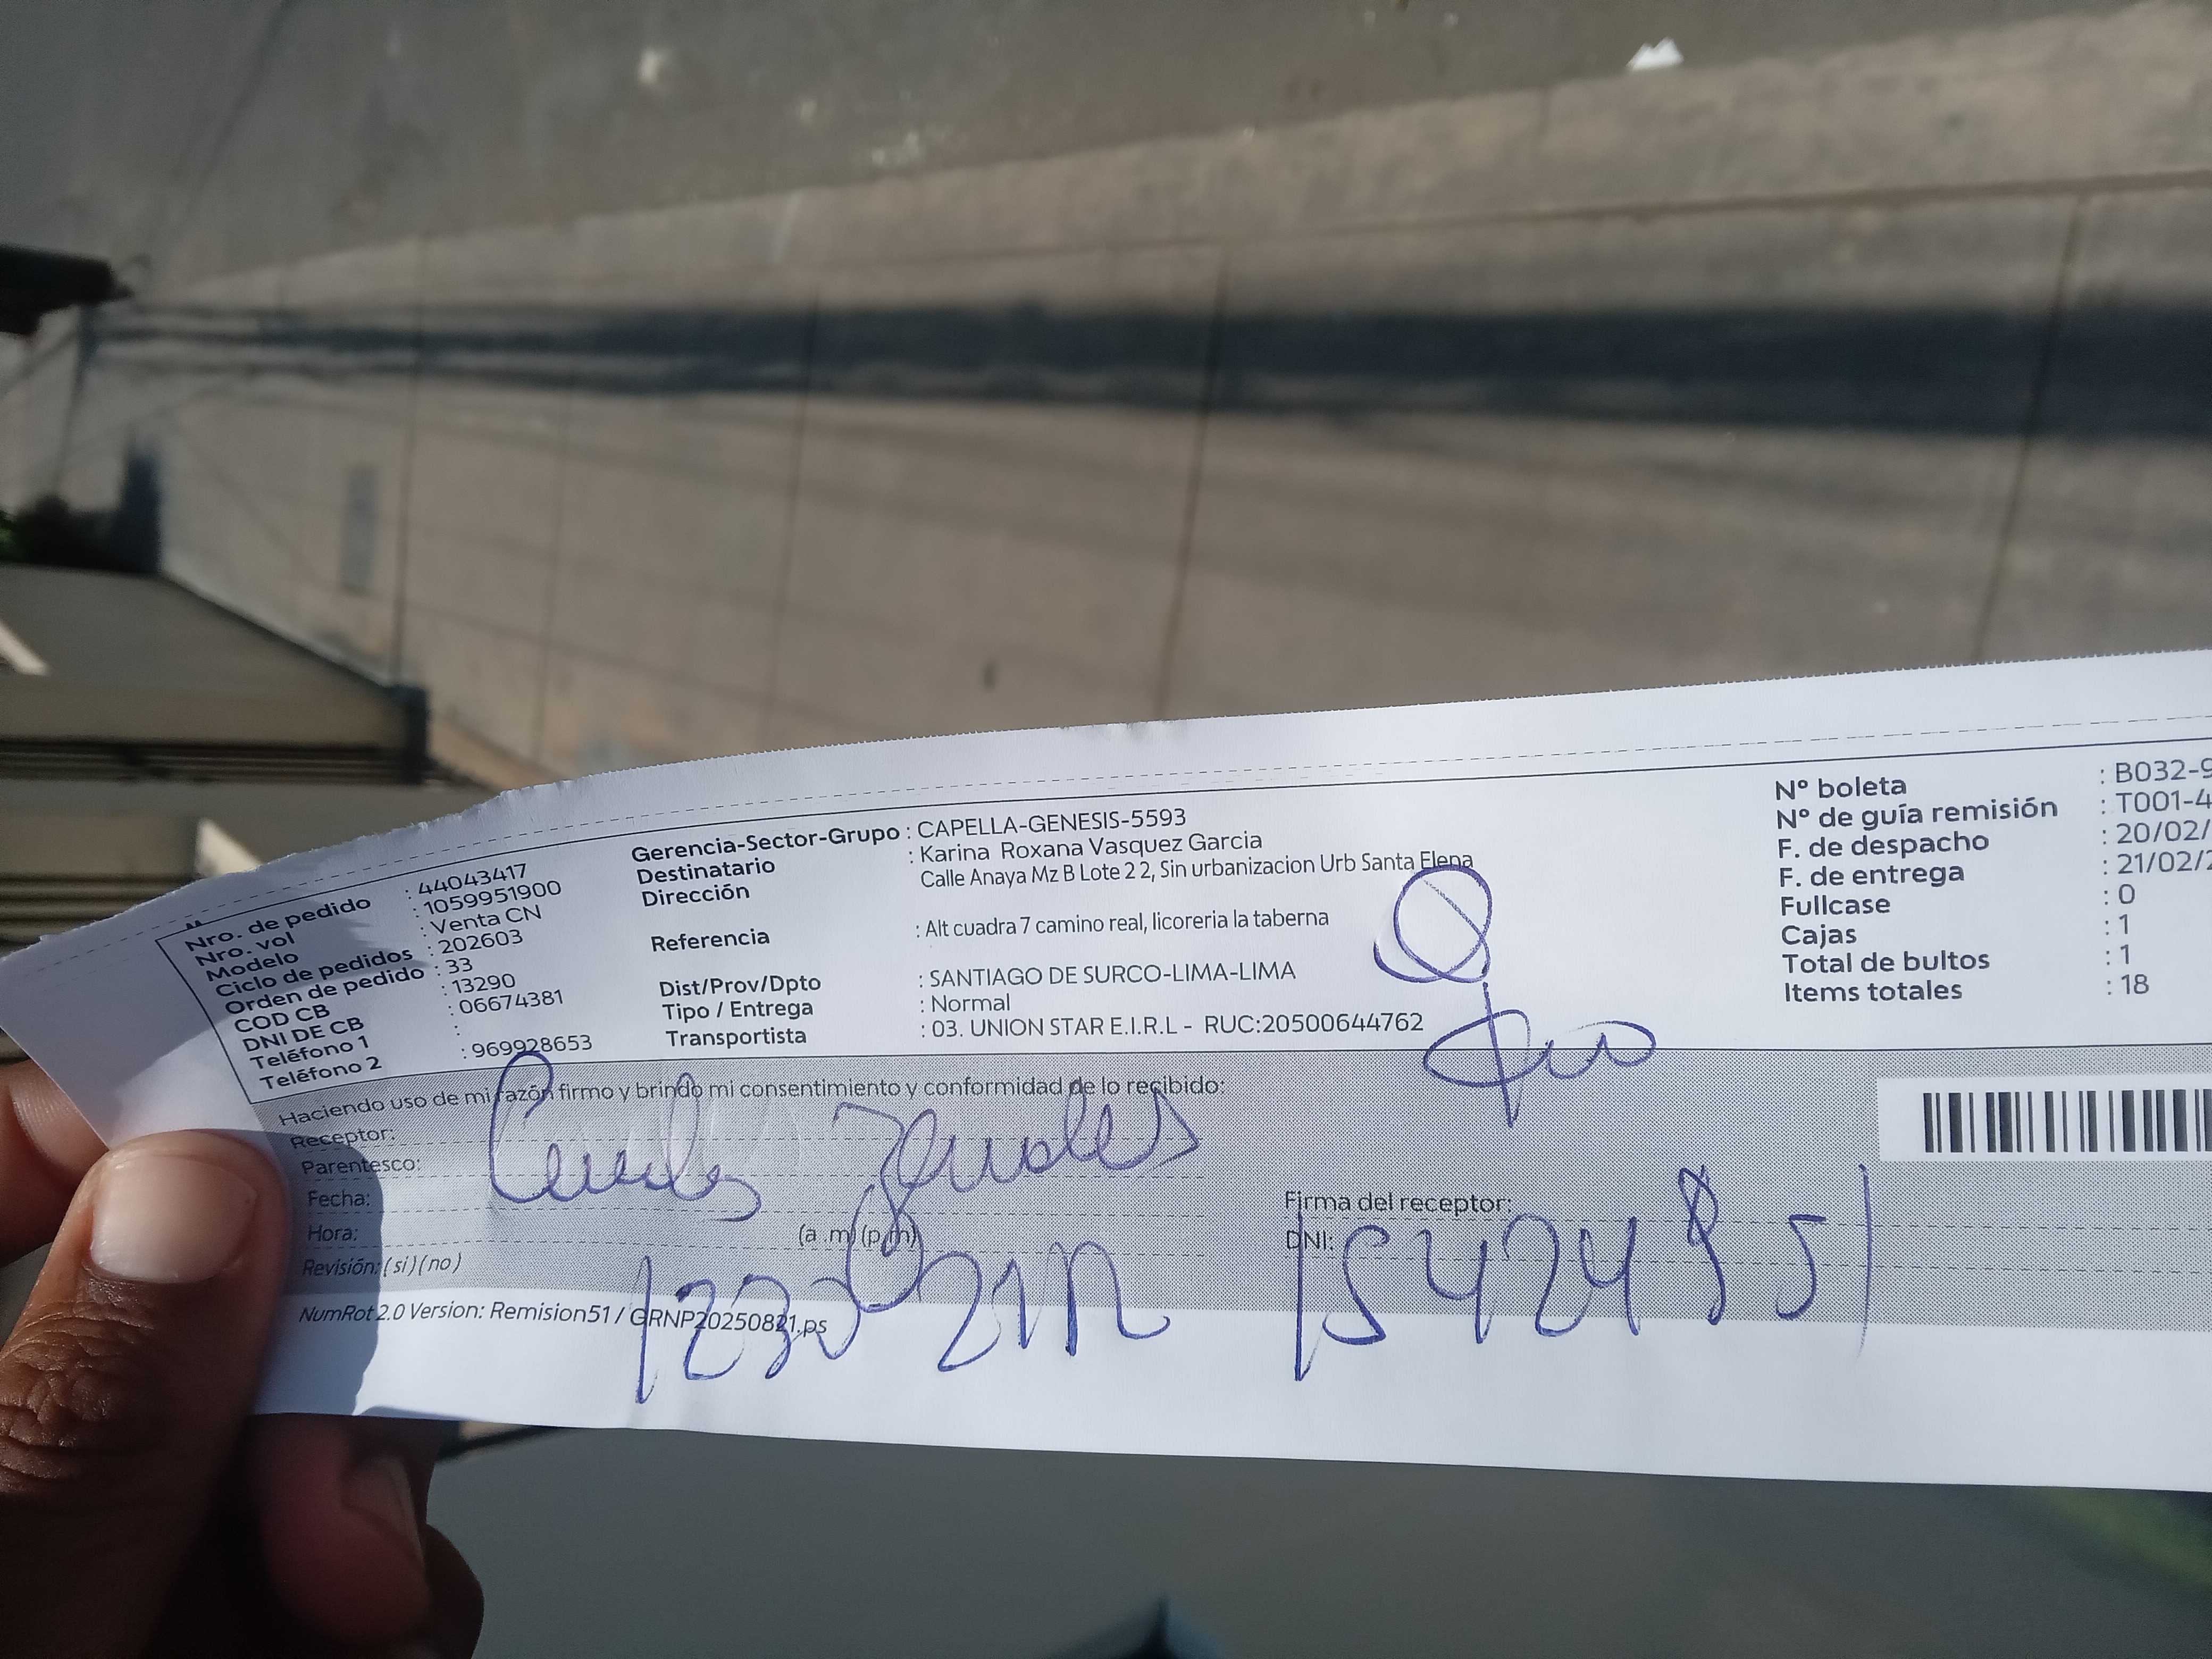 Nro. de pedido : 44043417
Nro. vol : 1059951900
Modelo : Venta CN
Ciclo de pedidos : 202603
Orden de pedido : 33
COD CB : 13290
DNI DE CB : 06674381
Teléfono 1 :
Teléfono 2 : 969928653
Gerencia-Sector-Grupo : CAPELLA-GENESIS-5593
Destinatario : Karina Roxana Vasquez Garcia
Dirección Calle Anaya Mz B Lote 2 2, Sin urbanizacion Urb Santa Elena
Referencia : Alt cuadra 7 camino real, licoreria la taberna
Dist/Prov/Dpto : SANTIAGO DE SURCO-LIMA-LIMA
Tipo / Entrega : Normal
Transportista : 03. UNION STAR E.I.R.L - RUC:20500644762
N° boleta : B032-9
N° de guía remisión : T001-4
F. de despacho : 20/02/
F. de entrega : 21/02/2
Fullcase : 0
Cajas : 1
Total de bultos : 1
Items totales : 18
Haciendo uso de mi razón firmo y brindo mi consentimiento y conformidad de lo recibido:
Receptor:
Parentesco:
Fecha:
Hora: (a .m) (p,m)
Revisión: (si) (no)
Firma del receptor:
DNI: 15424851
NumRot 2.0 Version: Remision51 / GRNP20250821.ps